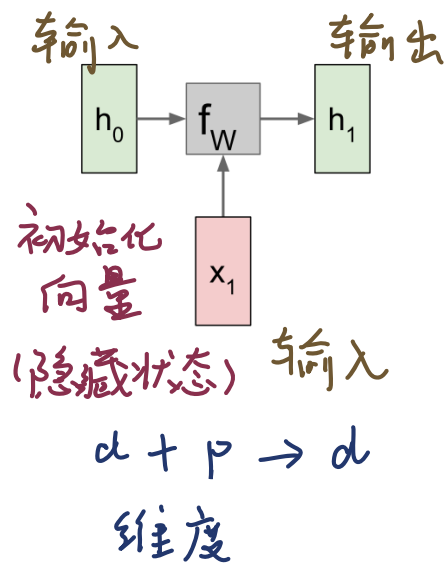 输入 输出
h₀ f_W h₁
初始化
向量
x₁
(隐藏状态) 输入
d + p → d
维度